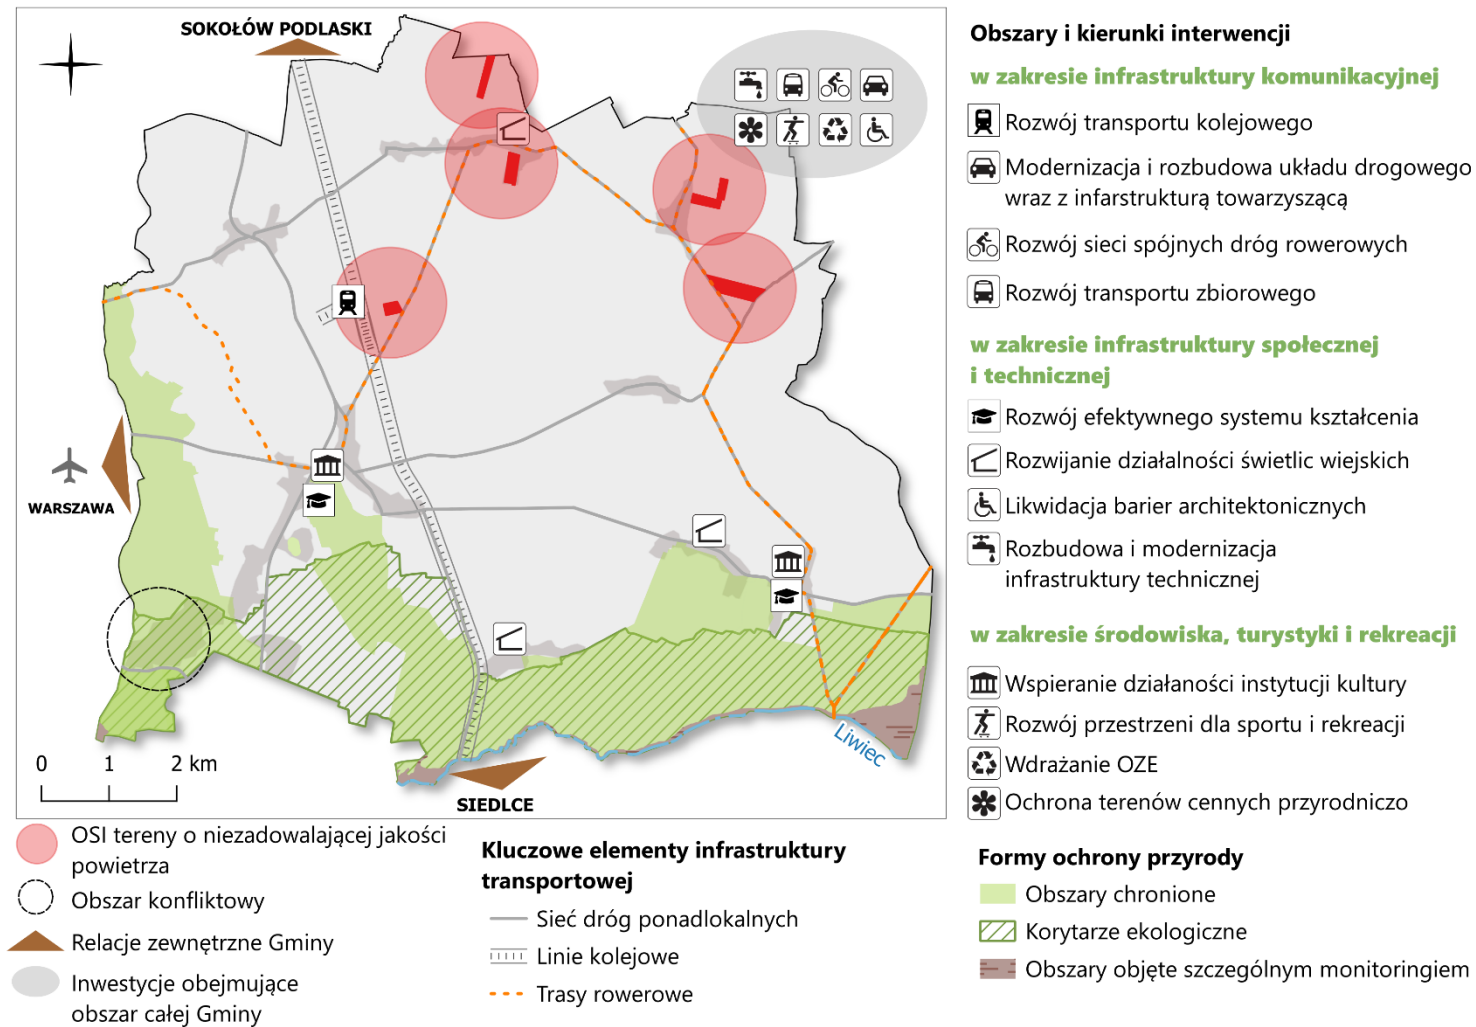 SOKOŁÓW PODLASKI
WARSZAWA
Liwiec
SIEDLCE
0 1 2 km
OSI tereny o niezadowalającej jakości
powietrza
Obszar konfliktowy
Relacje zewnętrzne Gminy
Inwestycje obejmujące
obszar całej Gminy
Kluczowe elementy infrastruktury
transportowej
Sieć dróg ponadlokalnych
Linie kolejowe
Trasy rowerowe
Obszary i kierunki interwencji
w zakresie infrastruktury komunikacyjnej
Rozwój transportu kolejowego
Modernizacja i rozbudowa układu drogowego
wraz z infarstrukturą towarzyszącą
Rozwój sieci spójnych dróg rowerowych
Rozwój transportu zbiorowego
w zakresie infrastruktury społecznej
i technicznej
Rozwój efektywnego systemu kształcenia
Rozwijanie działalności świetlic wiejskich
Likwidacja barier architektonicznych
Rozbudowa i modernizacja
infrastruktury technicznej
w zakresie środowiska, turystyki i rekreacji
Wspieranie działaności instytucji kultury
Rozwój przestrzeni dla sportu i rekreacji
Wdrażanie OZE
Ochrona terenów cennych przyrodniczo
Formy ochrony przyrody
Obszary chronione
Korytarze ekologiczne
Obszary objęte szczególnym monitoringiem